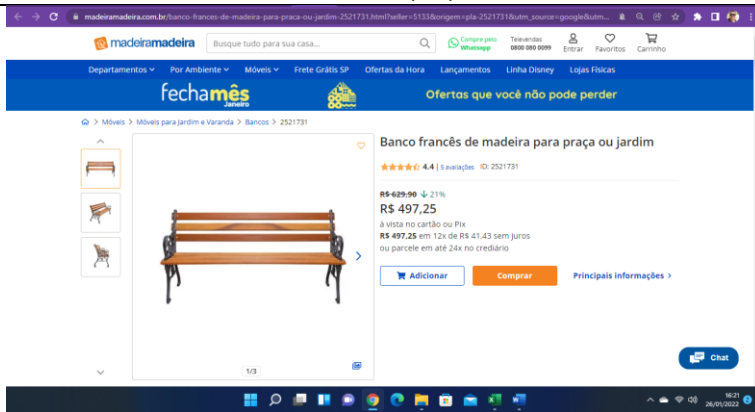 madeiramadeira.com.br/banco-frances-de-madeira-para-praca-ou-jardim-2521731.html?seller=5133&origem=pla-2521731&utm_source=google&utm...
madeiramadeira
Busque tudo para sua casa...
Compre pelo Whatsapp
Televendas 0800 080 0099
Entrar
Favoritos
Carrinho
Departamentos Por Ambiente Móveis Frete Grátis SP Ofertas da Hora Lançamentos Linha Disney Lojas Físicas
fechamês
Janeiro
Ofertas que você não pode perder
> Móveis > Móveis para Jardim e Varanda > Bancos > 2521731
Banco francês de madeira para praça ou jardim
4.4 | 5 avaliações ID: 2521731
R$ 629,90 21%
R$ 497,25
à vista no cartão ou Pix
R$ 497,25 em 12x de R$ 41,43 sem juros
ou parcele em até 24x no crediário
Adicionar
Comprar
Principais informações >
1/3
Chat
16:21
26/01/2022